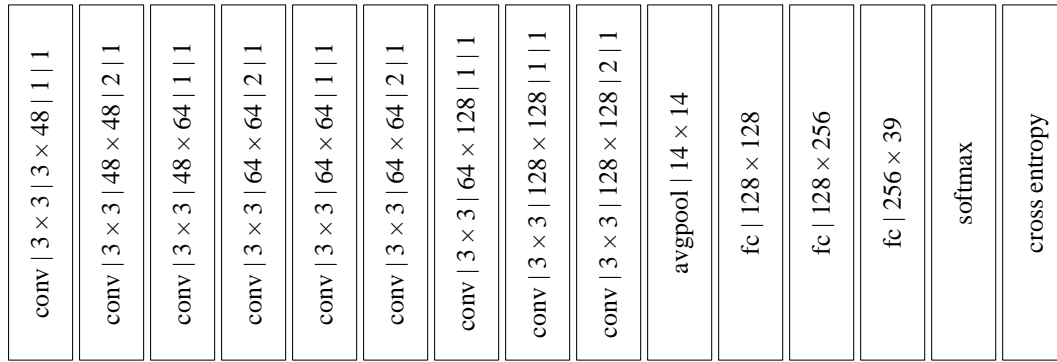 conv | 3 × 3 | 3 × 48 | 1 | 1
conv | 3 × 3 | 48 × 48 | 2 | 1
conv | 3 × 3 | 48 × 64 | 1 | 1
conv | 3 × 3 | 64 × 64 | 2 | 1
conv | 3 × 3 | 64 × 64 | 1 | 1
conv | 3 × 3 | 64 × 64 | 2 | 1
conv | 3 × 3 | 64 × 128 | 1 | 1
conv | 3 × 3 | 128 × 128 | 1 | 1
conv | 3 × 3 | 128 × 128 | 2 | 1
avgpool | 14 × 14
fc | 128 × 128
fc | 128 × 256
fc | 256 × 39
softmax
cross entropy